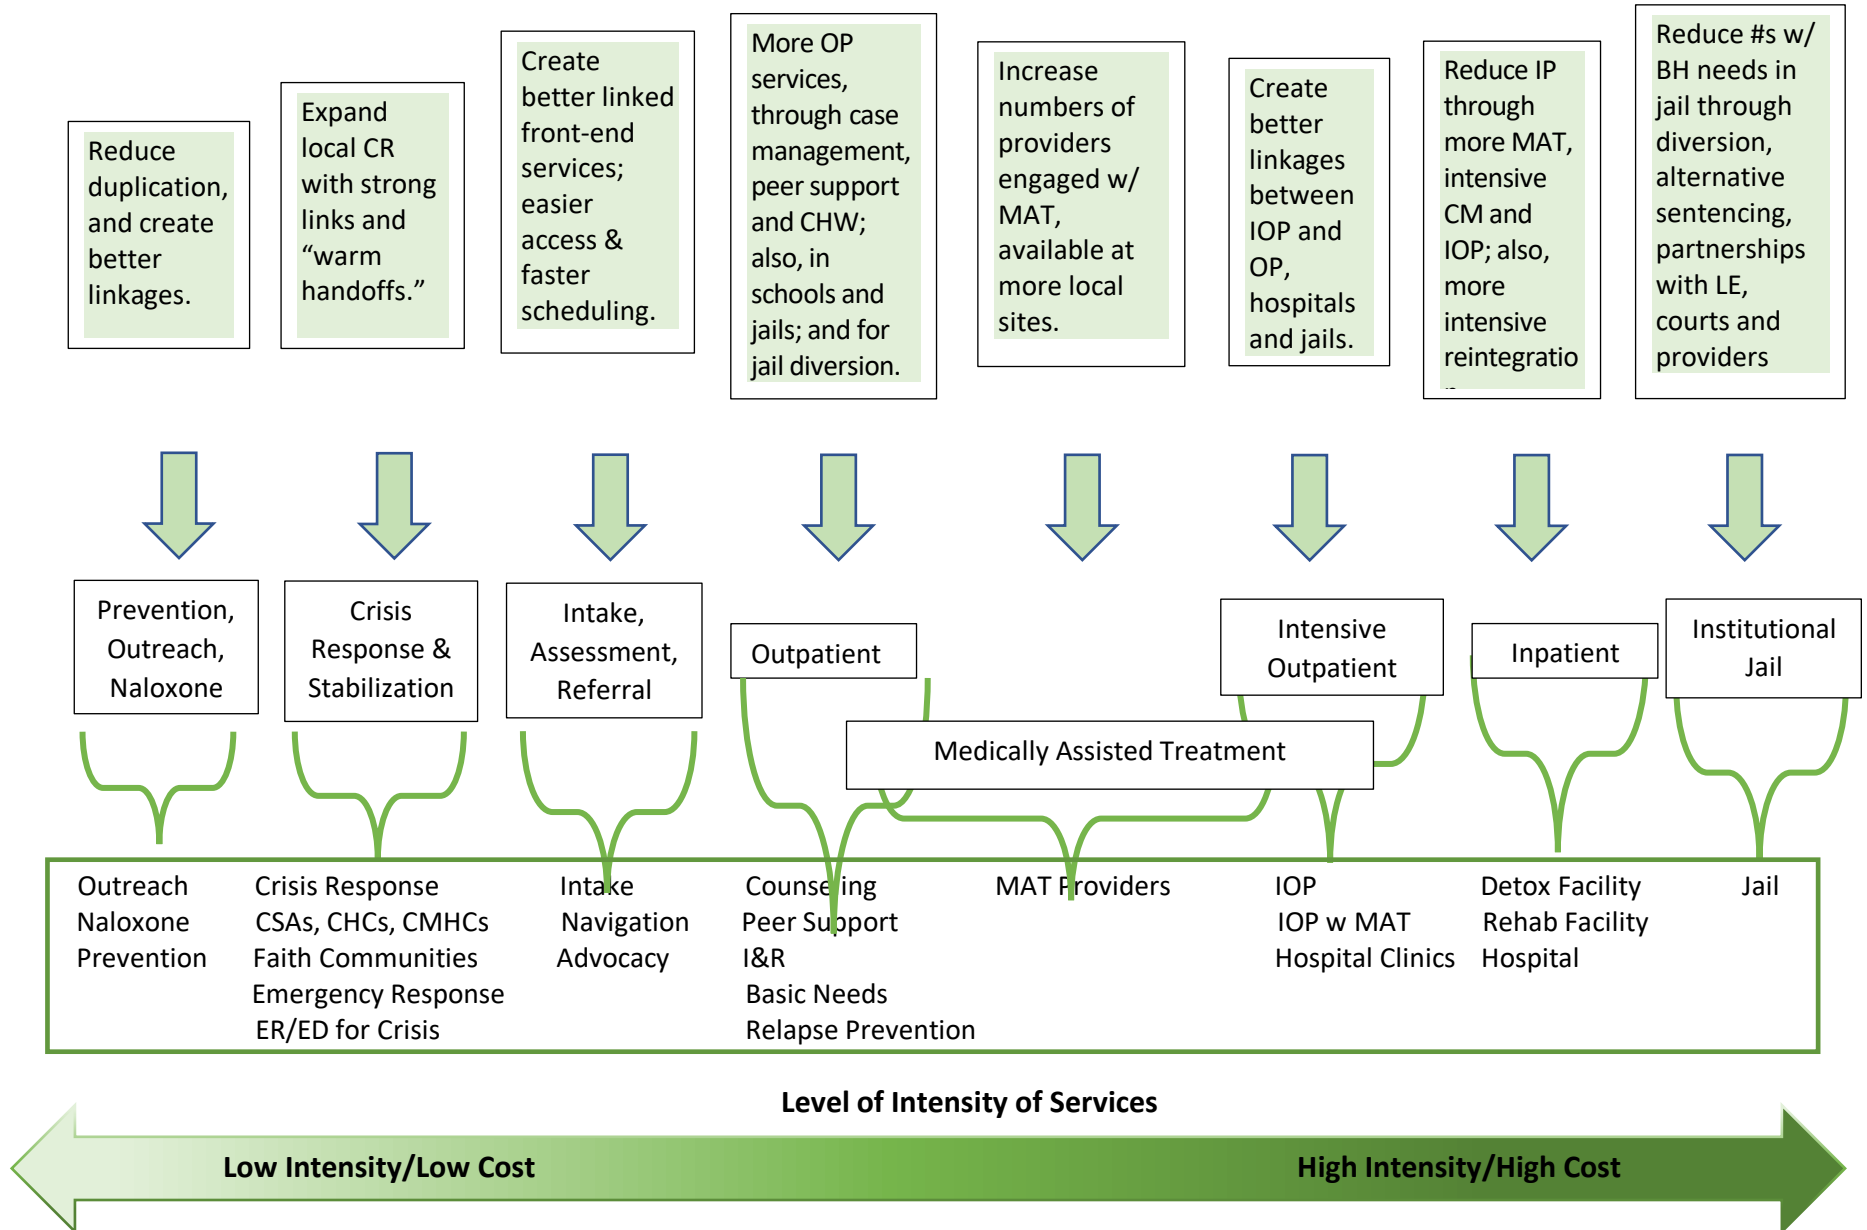 Reduce
duplication,
and create
better
linkages.
Expand
local CR
with strong
links and
“warm
handoffs.”
Create
better linked
front-end
services;
easier
access &
faster
scheduling.
More OP
services,
through case
management,
peer support
and CHW;
also, in
schools and
jails; and for
jail diversion.
Increase
numbers of
providers
engaged w/
MAT,
available at
more local
sites.
Create
better
linkages
between
IOP and
OP,
hospitals
and jails.
Reduce IP
through
more MAT,
intensive
CM and
IOP; also,
more
intensive
reintegratio
Reduce #s w/
BH needs in
jail through
diversion,
alternative
sentencing,
partnerships
with LE,
courts and
providers
Prevention,
Outreach,
Naloxone
Crisis
Response &
Stabilization
Intake,
Assessment,
Referral
Outpatient
Medically Assisted Treatment
Intensive
Outpatient
Inpatient
Institutional
Jail
Outreach
Naloxone
Prevention
Crisis Response
CSAs, CHCs, CMHCs
Faith Communities
Emergency Response
ER/ED for Crisis
Intake
Navigation
Advocacy
Counseling
Peer Support
I&R
Basic Needs
Relapse Prevention
MAT Providers
IOP
IOP w MAT
Hospital Clinics
Detox Facility
Rehab Facility
Hospital
Jail
Level of Intensity of Services
Low Intensity/Low Cost
High Intensity/High Cost